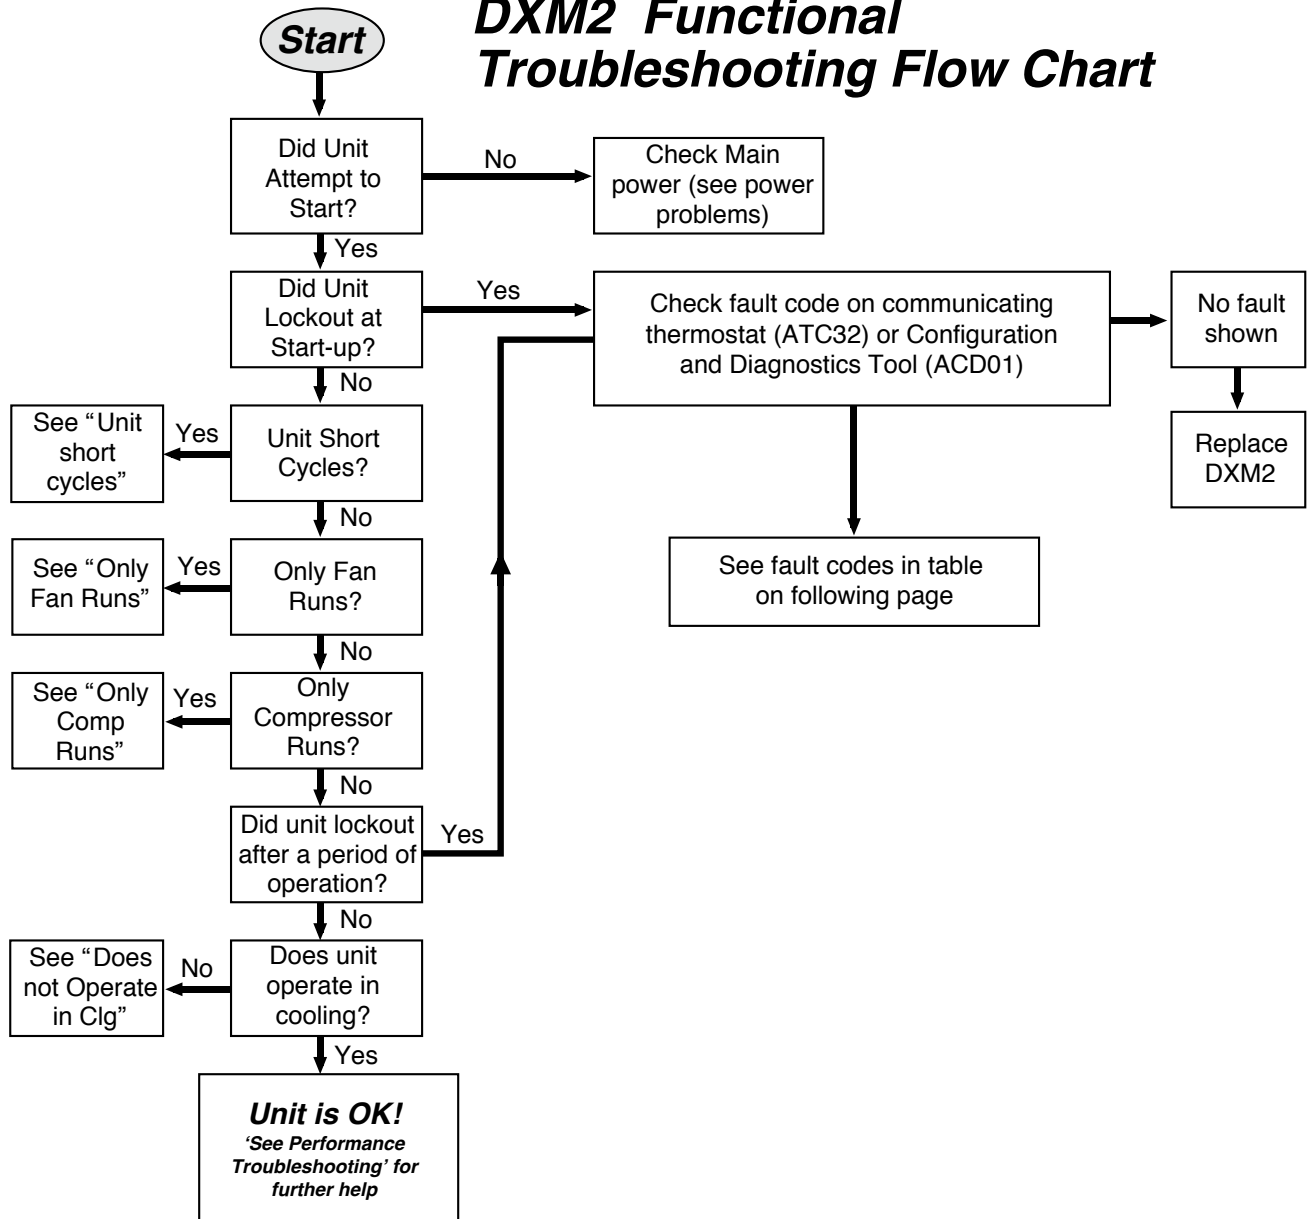 DXM2 Functional
Troubleshooting Flow Chart
Start
Did Unit
Attempt to
Start?
No
Check Main
power (see power
problems)
Yes
Did Unit
Lockout at
Start-up?
Yes
Check fault code on communicating
thermostat (ATC32) or Configuration
and Diagnostics Tool (ACD01)
No fault
shown
Replace
DXM2
See fault codes in table
on following page
No
Unit Short
Cycles?
Yes
See “Unit
short
cycles”
No
Only Fan
Runs?
Yes
See “Only
Fan Runs”
No
Only
Compressor
Runs?
Yes
See “Only
Comp
Runs”
No
Did unit lockout
after a period of
operation?
Yes
No
Does unit
operate in
cooling?
No
See “Does
not Operate
in Clg”
Yes
Unit is OK!
‘See Performance
Troubleshooting’ for
further help